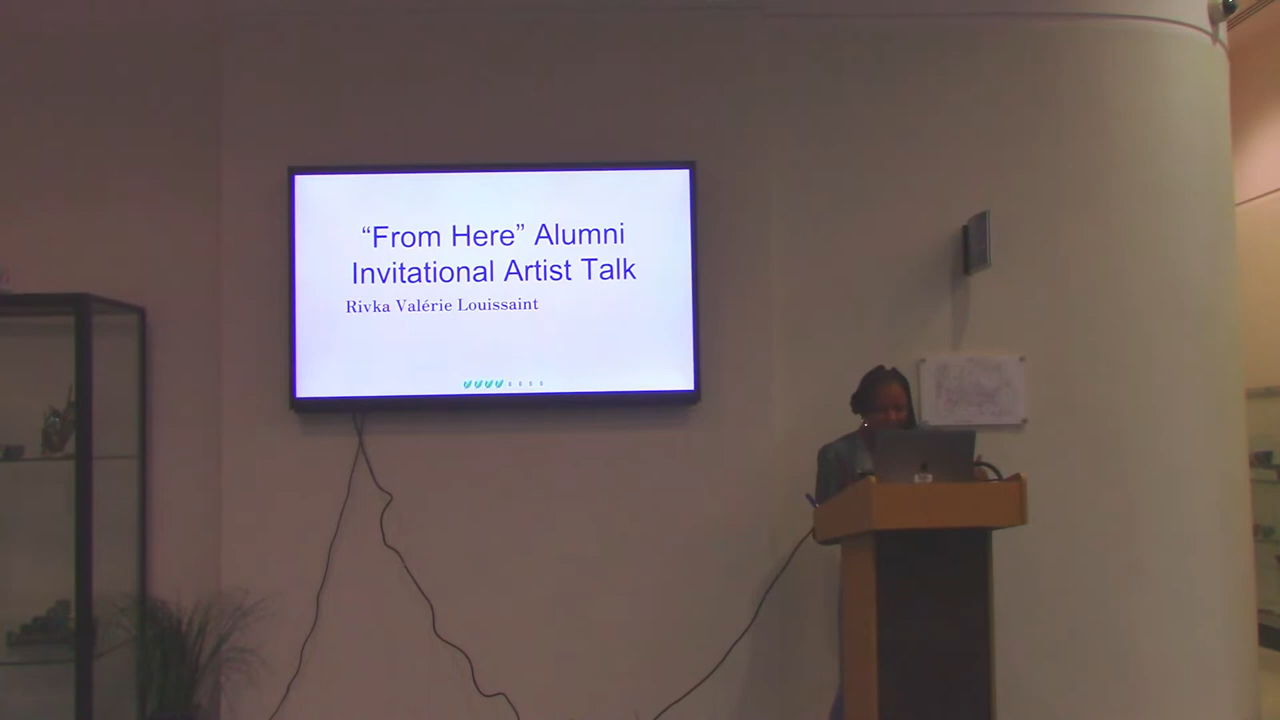 “From Here” Alumni
Invitational Artist Talk
Rivka Valérie Louissaint